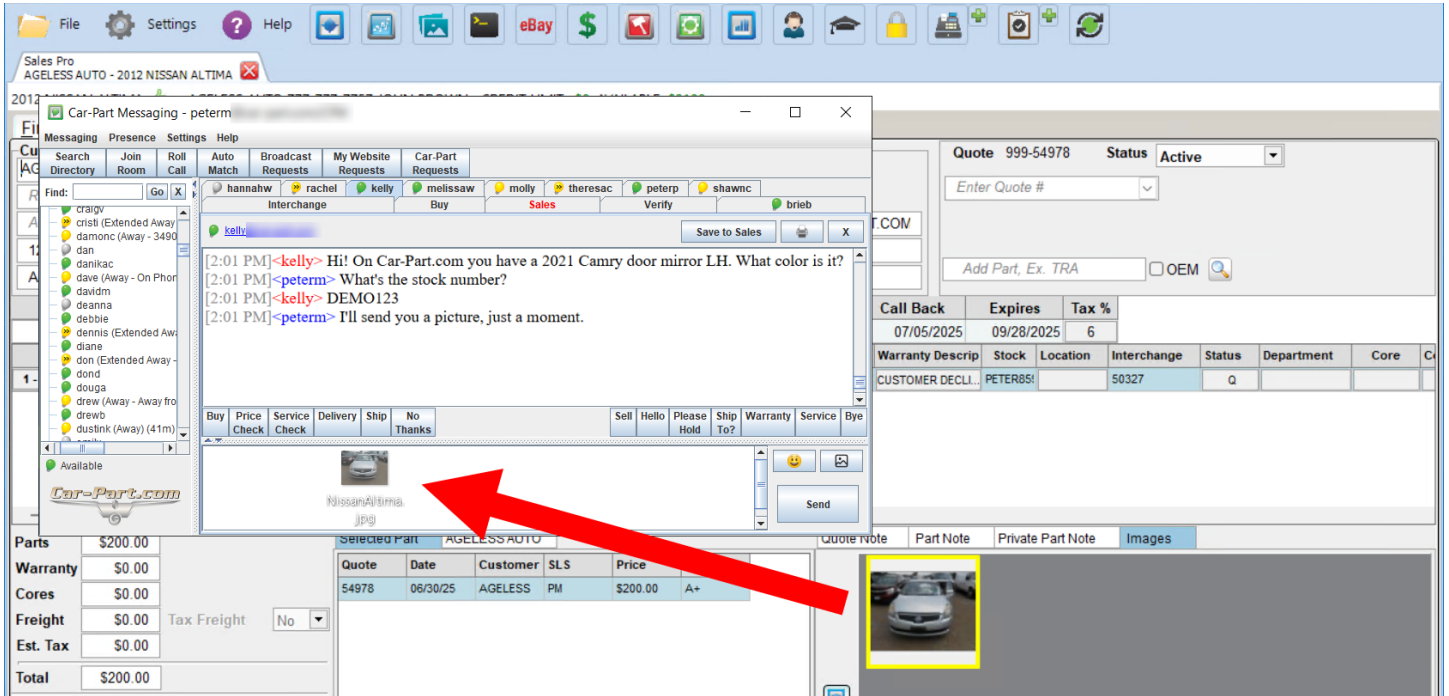 File Settings Help eBay
Sales Pro
AGELESS AUTO - 2012 NISSAN ALTIMA
Car-Part Messaging - peterm
Messaging Presence Settings Help
Search Directory Join Room Roll Call Auto Match Broadcast Requests My Website Requests Car-Part Requests
Find: Go X
hannahw rachel kelly melissaw molly theresac peterp shawnc
Interchange Buy Sales Verify brieb
craigv
cristi (Extended Away
damonc (Away - 3490
dan
danikac
dave (Away - On Phon
davidm
deanna
debbie
dennis (Extended Awa
diane
don (Extended Away -
dond
douga
drew (Away - Away fro
drewb
dustink (Away) (41m)
Available
Car-Part.com
kelly
Save to Sales X
[2:01 PM]<kelly> Hi! On Car-Part.com you have a 2021 Camry door mirror LH. What color is it?
[2:01 PM]<peterm> What's the stock number?
[2:01 PM]<kelly> DEMO123
[2:01 PM]<peterm> I'll send you a picture, just a moment.
Buy Price Check Service Check Delivery Ship No Thanks Sell Hello Please Hold Ship To? Warranty Service Bye
NissanAltima.
jpg
Send
Quote 999-54978 Status Active
Enter Quote #
T.COM
Add Part, Ex. TRA OEM
Call Back Expires Tax %
07/05/2025 09/28/2025 6
Warranty Descrip Stock Location Interchange Status Department Core
CUSTOMER DECLI... 50327 Q
1 -
Parts $200.00
Warranty $0.00
Cores $0.00
Freight $0.00 Tax Freight No
Est. Tax $0.00
Total $200.00
Selected Part AGELESS AUTO
Quote Date Customer SLS Price
54978 06/30/25 AGELESS PM $200.00 A+
Quote Note Part Note Private Part Note Images